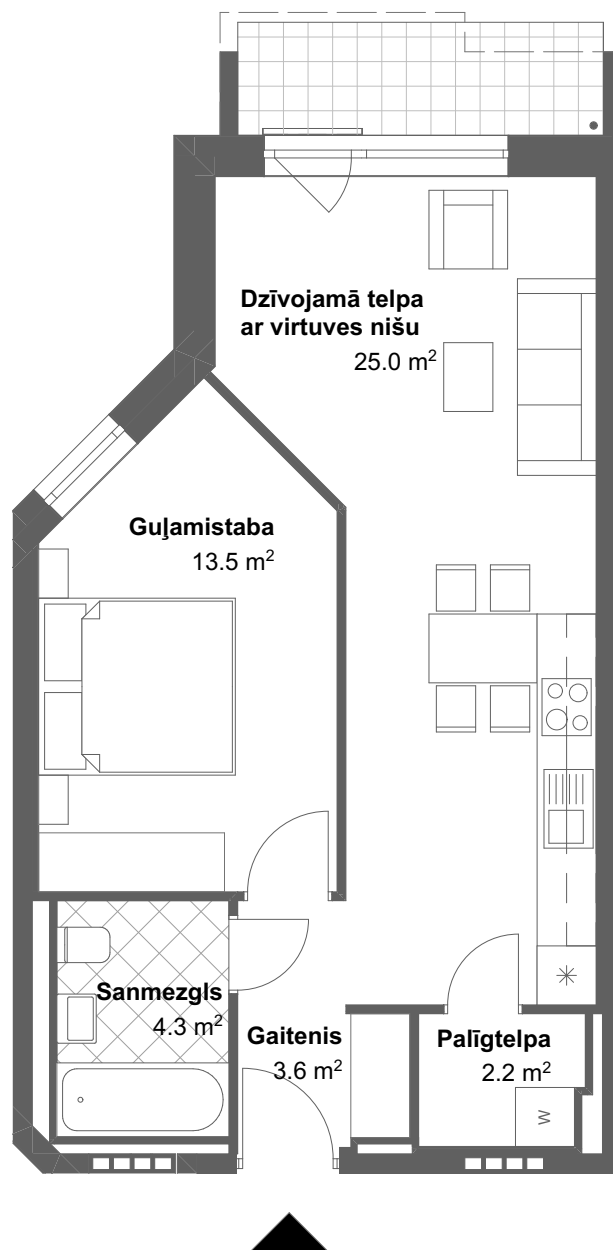 Dzīvojamā telpa
ar virtuves nišu
25.0 m²
Guļamistaba
13.5 m²
Sanmezgls
4.3 m²
Gaitenis
3.6 m²
Palīgtelpa
2.2 m²
W